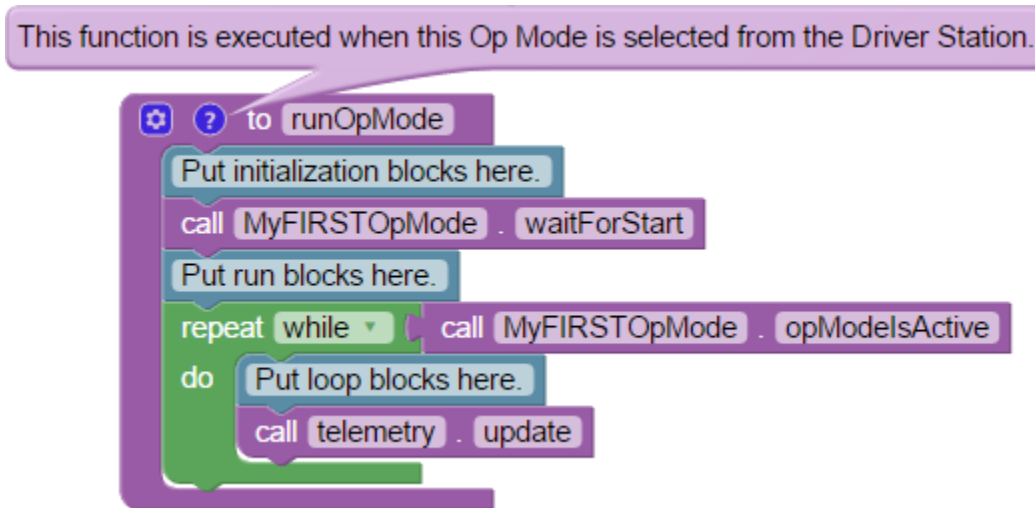 This function is executed when this Op Mode is selected from the Driver Station.
? to runOpMode
Put initialization blocks here.
call MyFIRSTOpMode . waitForStart
Put run blocks here.
repeat while call MyFIRSTOpMode . opModeIsActive
do Put loop blocks here.
call telemetry . update